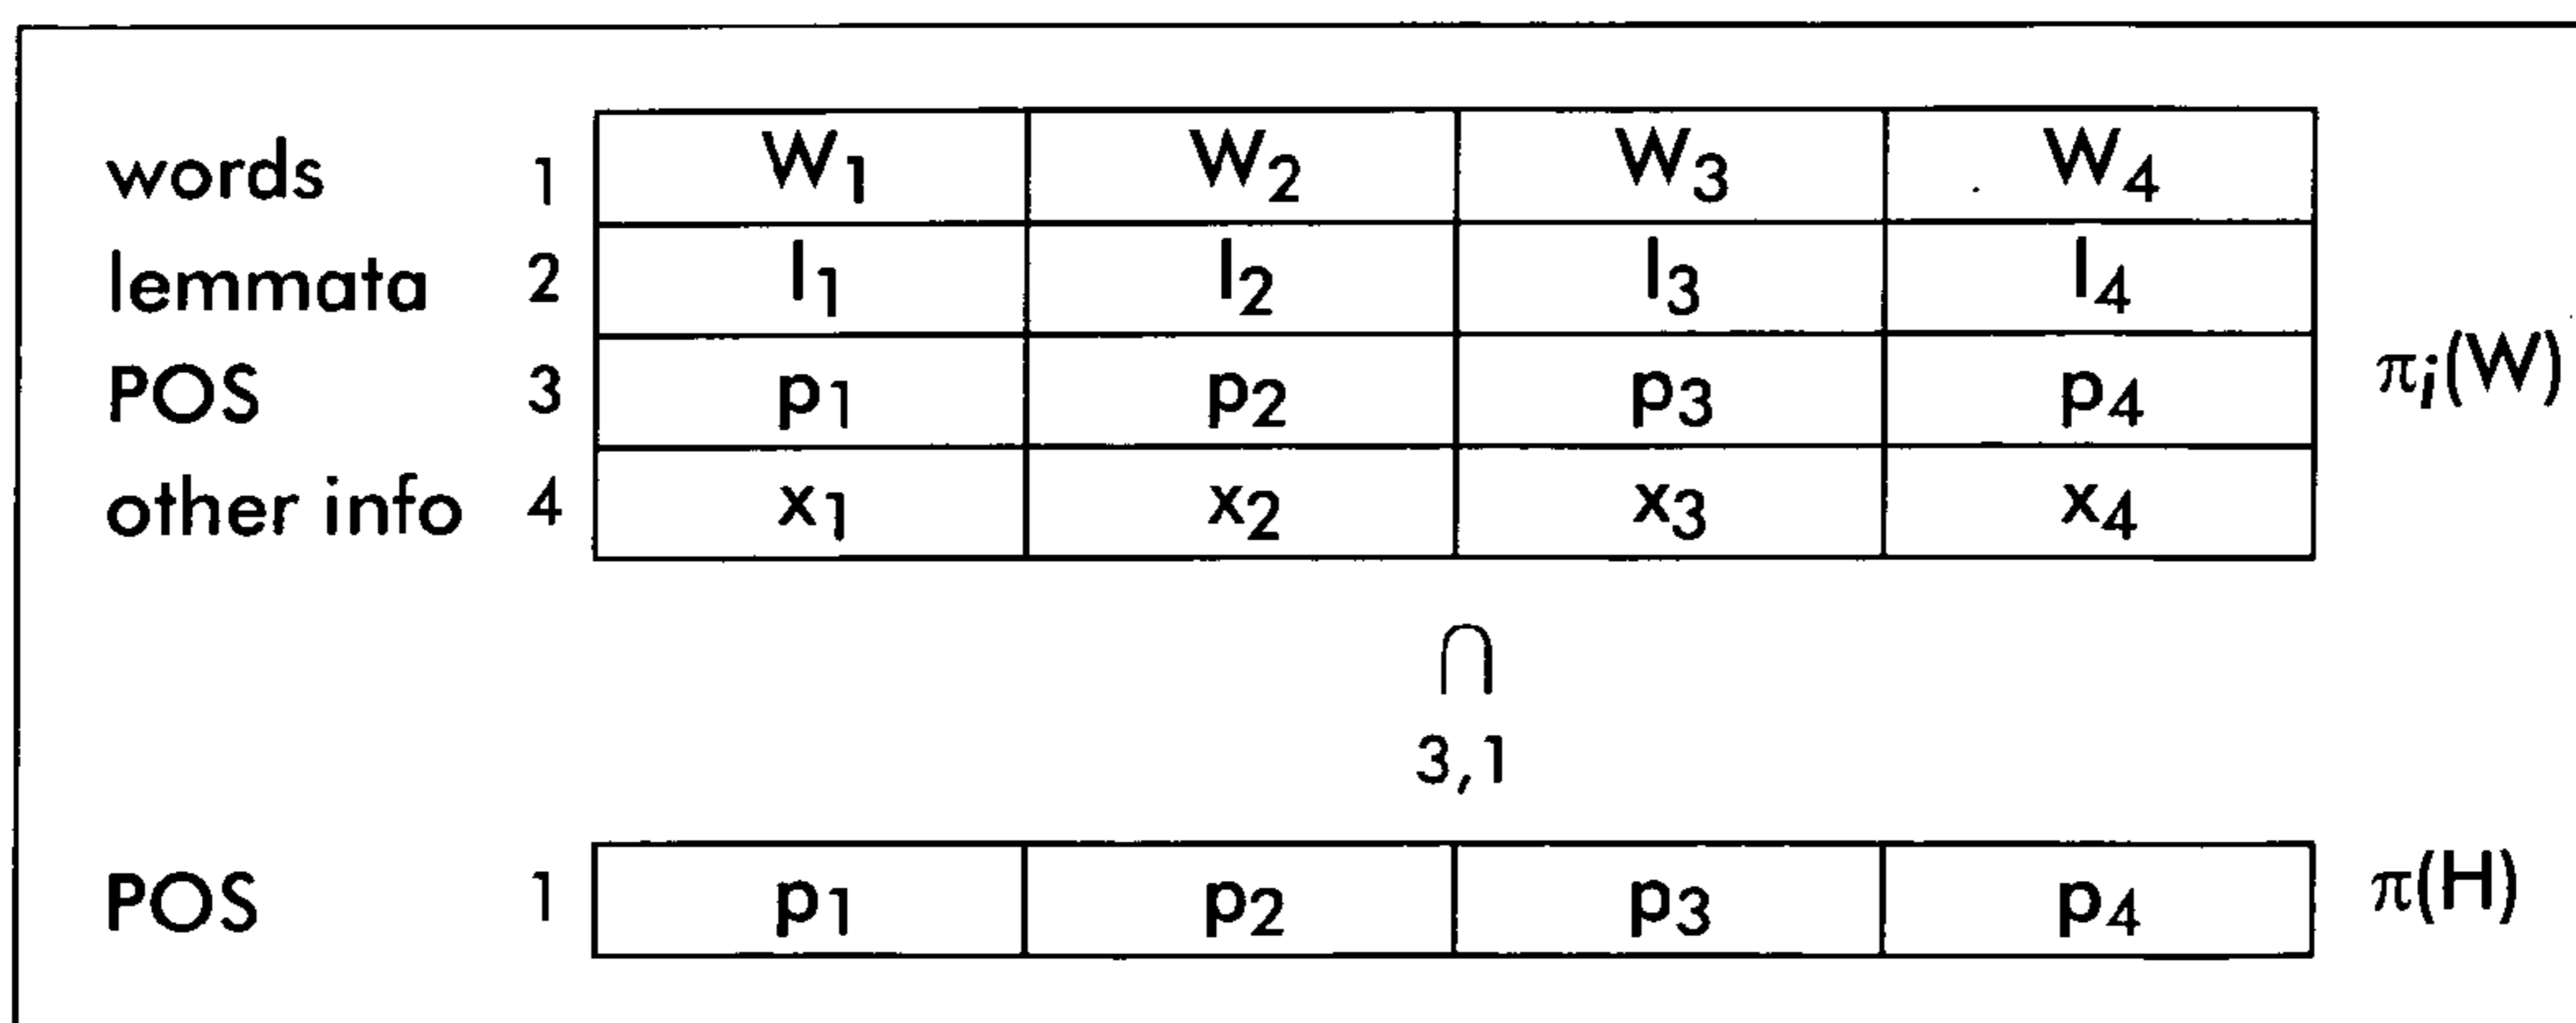 words 1 W₁ W₂ W₃ W₄
lemmata 2 l₁ l₂ l₃ l₄
POS 3 p₁ p₂ p₃ p₄ πᵢ(W)
other info 4 x₁ x₂ x₃ x₄
∩
3,1
POS 1 p₁ p₂ p₃ p₄ π(H)